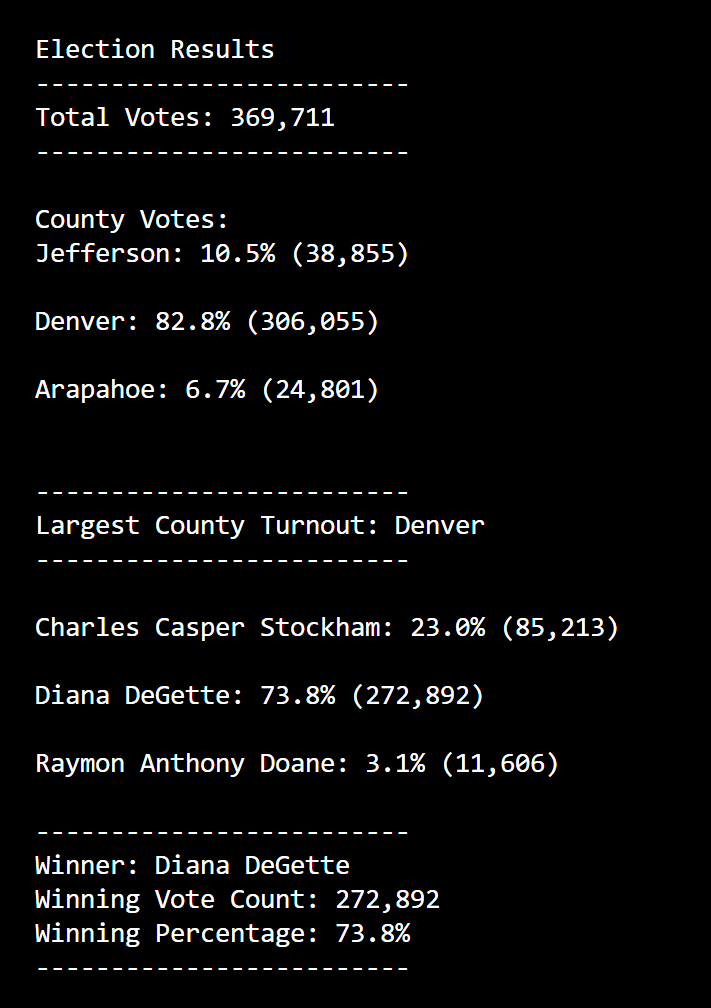 Election Results
-------------------------
Total Votes: 369,711
-------------------------
County Votes:
Jefferson: 10.5% (38,855)
Denver: 82.8% (306,055)
Arapahoe: 6.7% (24,801)
-------------------------
Largest County Turnout: Denver
-------------------------
Charles Casper Stockham: 23.0% (85,213)
Diana DeGette: 73.8% (272,892)
Raymon Anthony Doane: 3.1% (11,606)
-------------------------
Winner: Diana DeGette
Winning Vote Count: 272,892
Winning Percentage: 73.8%
-------------------------